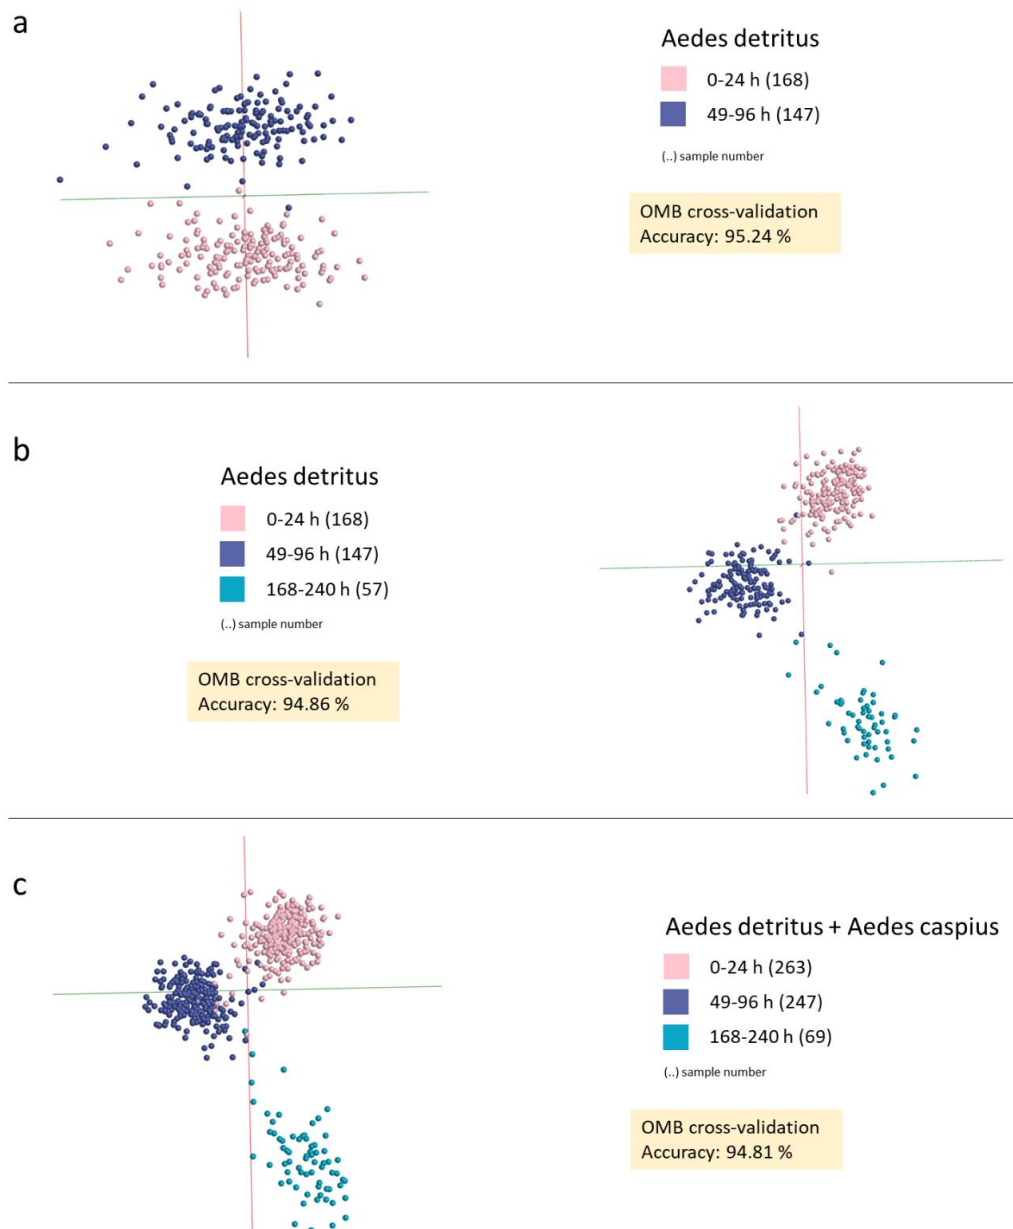 a
Aedes detritus
0-24 h (168)
49-96 h (147)
(..) sample number
OMB cross-validation
Accuracy: 95.24 %
b
Aedes detritus
0-24 h (168)
49-96 h (147)
168-240 h (57)
(..) sample number
OMB cross-validation
Accuracy: 94.86 %
c
Aedes detritus + Aedes caspius
0-24 h (263)
49-96 h (247)
168-240 h (69)
(..) sample number
OMB cross-validation
Accuracy: 94.81 %